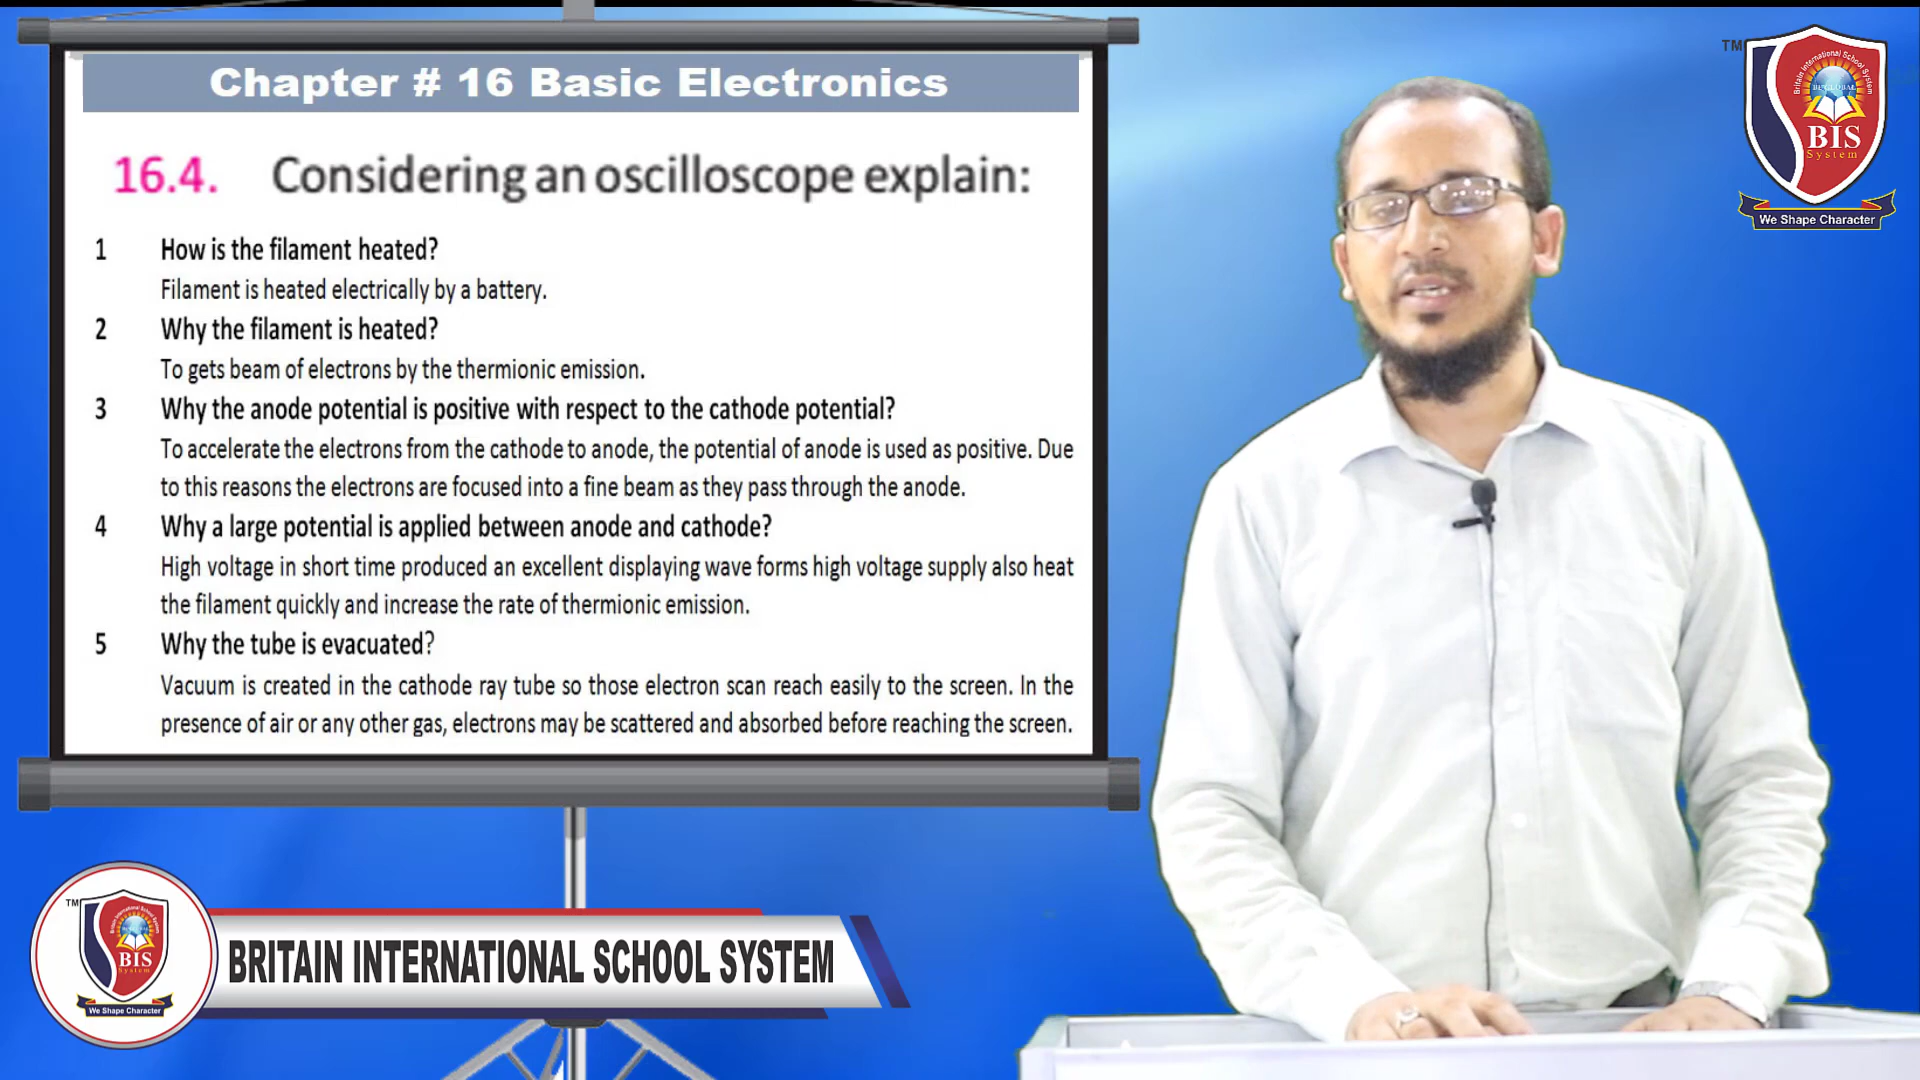 Chapter # 16 Basic Electronics
16.4. Considering an oscilloscope explain:
1 How is the filament heated?
Filament is heated electrically by a battery.
2 Why the filament is heated?
To gets beam of electrons by the thermionic emission.
3 Why the anode potential is positive with respect to the cathode potential?
To accelerate the electrons from the cathode to anode, the potential of anode is used as positive. Due
to this reasons the electrons are focused into a fine beam as they pass through the anode.
4 Why a large potential is applied between anode and cathode?
High voltage in short time produced an excellent displaying wave forms high voltage supply also heat
the filament quickly and increase the rate of thermionic emission.
5 Why the tube is evacuated?
Vacuum is created in the cathode ray tube so those electron scan reach easily to the screen. In the
presence of air or any other gas, electrons may be scattered and absorbed before reaching the screen.
TM
Britain International School System
BIS
System
We Shape Character
TM
BIS
System
We Shape Character
BRITAIN INTERNATIONAL SCHOOL SYSTEM